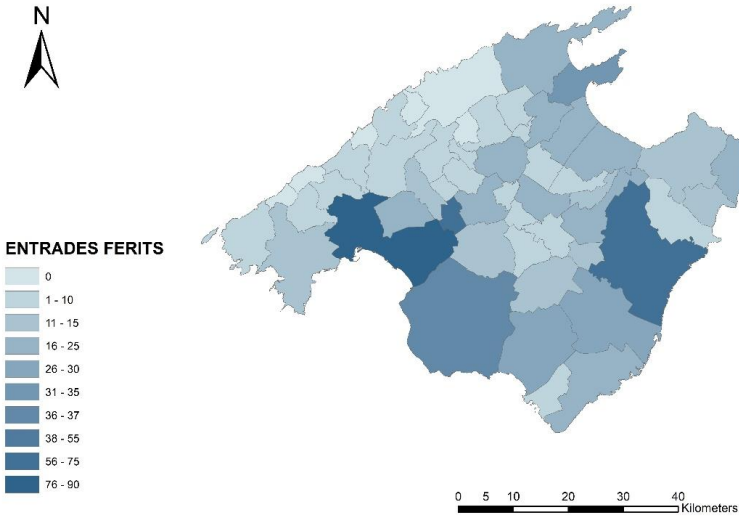 N
ENTRADES FERITS
0
1 - 10
11 - 15
16 - 25
26 - 30
31 - 35
36 - 37
38 - 55
56 - 75
76 - 90
0 5 10 20 30 40
Kilometers